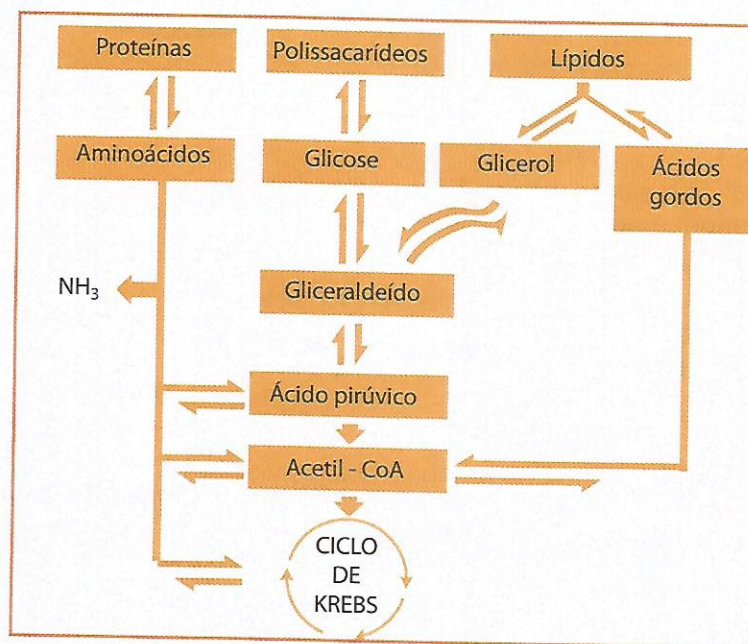 Proteínas
Polissacarídeos
Lípidos
Aminoácidos
Glicose
Glicerol
Ácidos
gordos
NH₃
Gliceraldeído
Ácido pirúvico
Acetil - CoA
CICLO
DE
KREBS